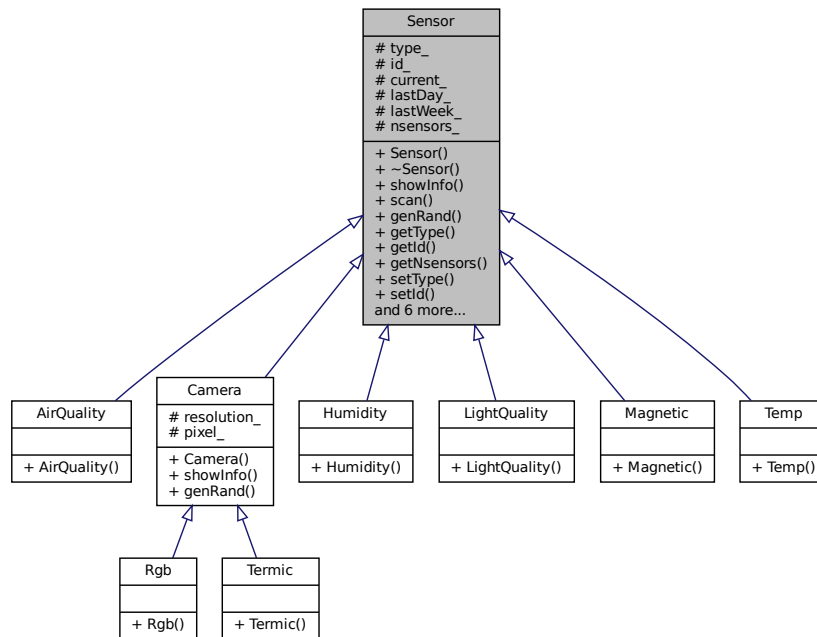 Sensor
# type_
# id_
# current_
# lastDay_
# lastWeek_
# nsensors_
+ Sensor()
+ ~Sensor()
+ showInfo()
+ scan()
+ genRand()
+ getType()
+ getId()
+ getNsensors()
+ setType()
+ setId()
and 6 more...
AirQuality
+ AirQuality()
Camera
# resolution_
# pixel_
+ Camera()
+ showInfo()
+ genRand()
Humidity
+ Humidity()
LightQuality
+ LightQuality()
Magnetic
+ Magnetic()
Temp
+ Temp()
Rgb
+ Rgb()
Termic
+ Termic()